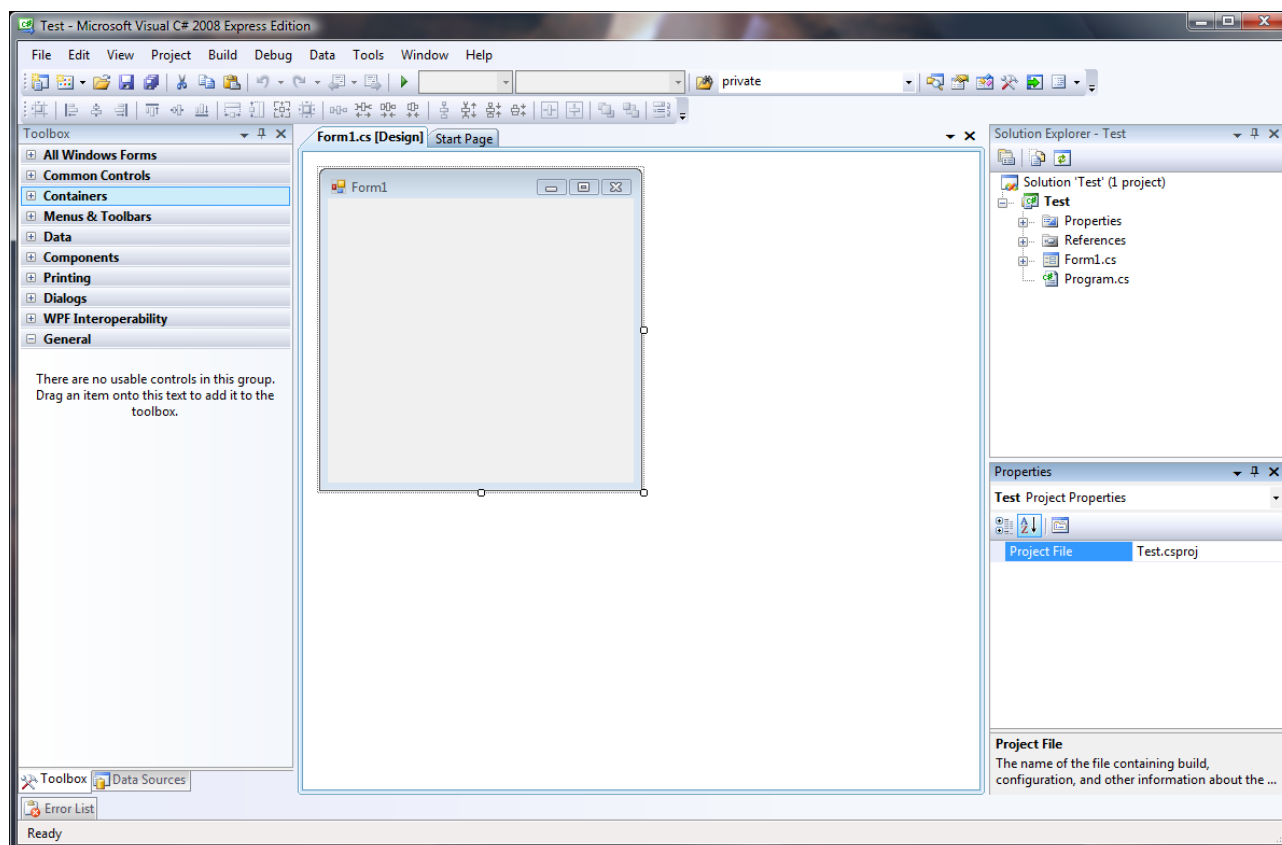 Test - Microsoft Visual C# 2008 Express Edition
File Edit View Project Build Debug Data Tools Window Help
private
Toolbox
All Windows Forms
Common Controls
Containers
Menus & Toolbars
Data
Components
Printing
Dialogs
WPF Interoperability
General
There are no usable controls in this group.
Drag an item onto this text to add it to the
toolbox.
Toolbox Data Sources
Form1.cs [Design] Start Page
Form1
Solution Explorer - Test
Solution 'Test' (1 project)
Test
Properties
References
Form1.cs
Program.cs
Properties
Test Project Properties
Project File Test.csproj
Project File
The name of the file containing build,
configuration, and other information about the ...
Error List
Ready